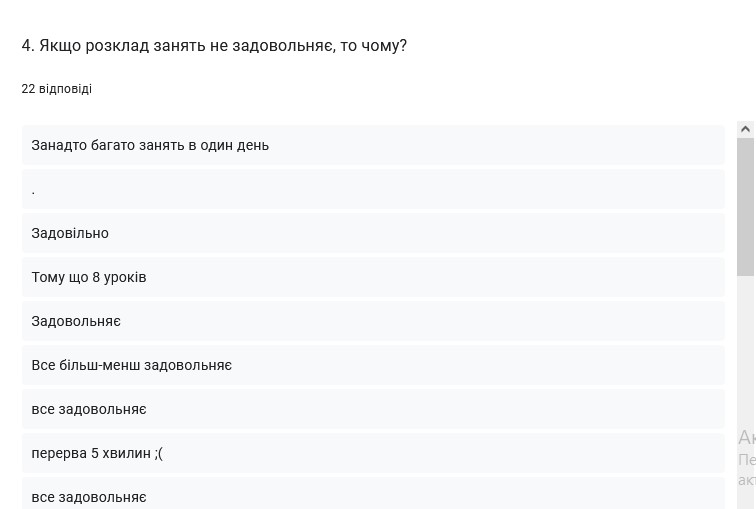 4. Якщо розклад занять не задовольняє, то чому?
22 відповіді
Занадто багато занять в один день
.
Задовільно
Тому що 8 уроків
Задовольняє
Все більш-менш задовольняє
все задовольняє
перерва 5 хвилин ;(
все задовольняє